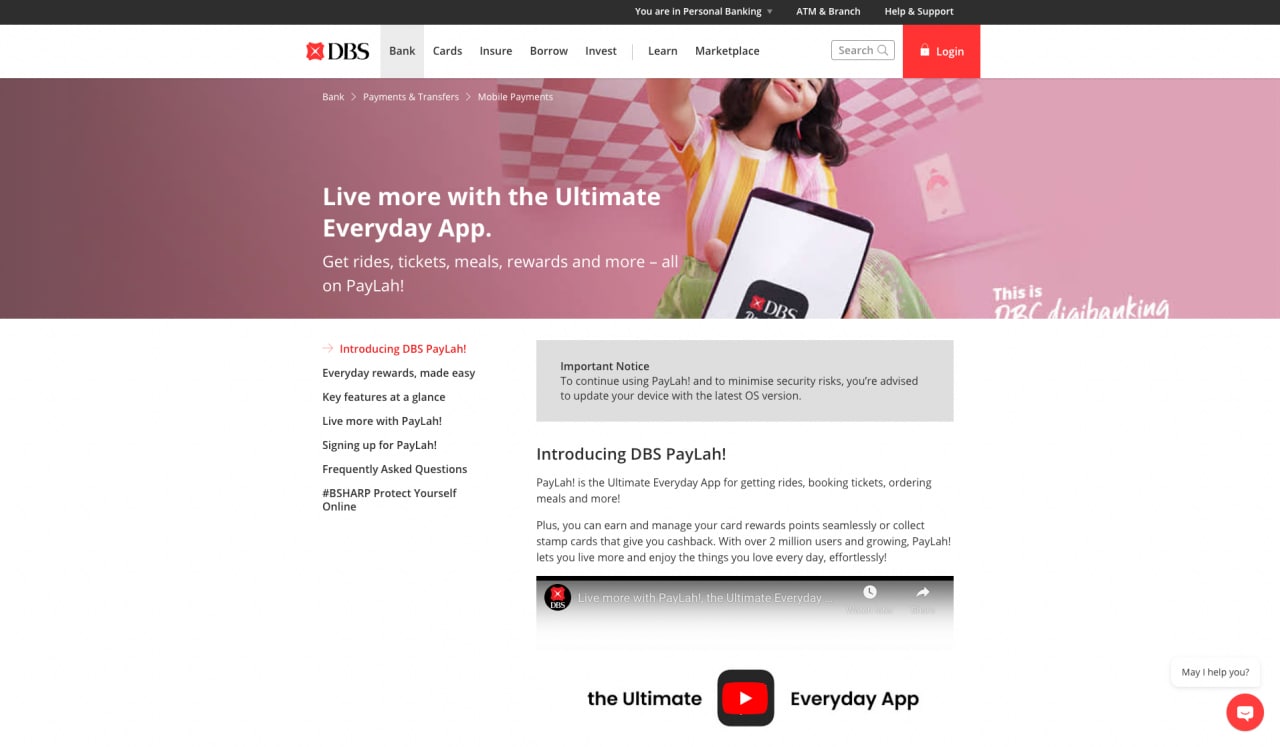 You are in Personal Banking
ATM & Branch
Help & Support
DBS
Bank
Cards
Insure
Borrow
Invest
Learn
Marketplace
Search
Login
Bank
Payments & Transfers
Mobile Payments
Live more with the Ultimate
Everyday App.
Get rides, tickets, meals, rewards and more – all
on PayLah!
DBS
This is
digibanking
Introducing DBS PayLah!
Everyday rewards, made easy
Key features at a glance
Live more with PayLah!
Signing up for PayLah!
Frequently Asked Questions
#BSHARP Protect Yourself
Online
Important Notice
To continue using PayLah! and to minimise security risks, you’re advised
to update your device with the latest OS version.
Introducing DBS PayLah!
PayLah! is the Ultimate Everyday App for getting rides, booking tickets, ordering
meals and more!
Plus, you can earn and manage your card rewards points seamlessly or collect
stamp cards that give you cashback. With over 2 million users and growing, PayLah!
lets you live more and enjoy the things you love every day, effortlessly!
DBS
Live more with PayLah!, the Ultimate Everyday ...
Share
the Ultimate
Everyday App
May I help you?